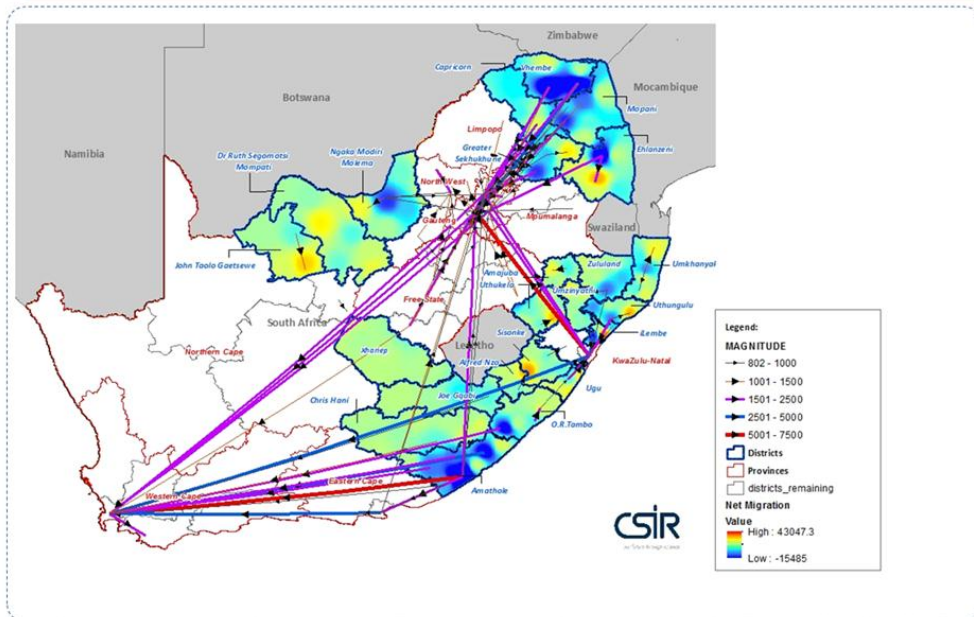 Zimbabwe
Capricorn
Vhembe
Mocambique
Botswana
Mopani
Limpopo
Ehlanzeni
Namibia
Dr Ruth Segomotsi
Mompati
Ngaka Modiri
Molema
Greater
Sekhukhune
North West
Gauteng
Mpumalanga
Swaziland
John Taolo Gaetsewe
Amajuba
Zululand
Umkhanyak
Uthukela
Umzinyathi
Free State
Uthungulu
South Africa
Sisonke
iLembe
Lesotho
Xhariep
Alfred Nzo
KwaZulu-Natal
Northern Cape
Joe Gqabi
Ugu
Chris Hani
O.R.Tambo
Eastern Cape
Western Cape
Amathole
CSIR
Legend:
MAGNITUDE
802 - 1000
1001 - 1500
1501 - 2500
2501 - 5000
5001 - 7500
Districts
Provinces
districts_remaining
Net Migration
Value
High : 43047.3
Low : -15485